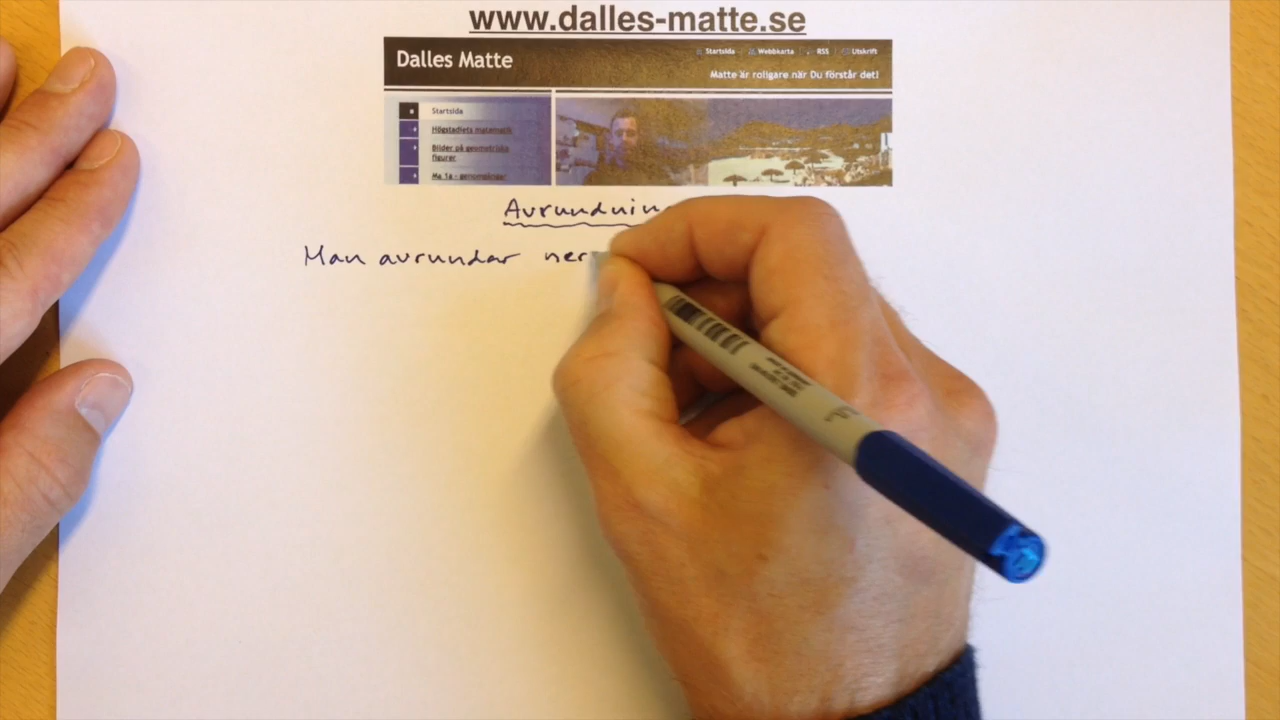 www.dalles-matte.se
Dalles Matte
Startsida
Webbkarta
RSS
Utskrift
Matte är roligare när Du förstår det!
Startsida
Högstadiets matematik
Bilder på geometriska
figurer
Ma 1a - genomgångar
Avrundnin
Man avrundar ner